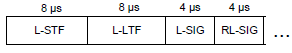 8 µs 8 µs 4 µs 4 µs
L-STF L-LTF L-SIG RL-SIG ...